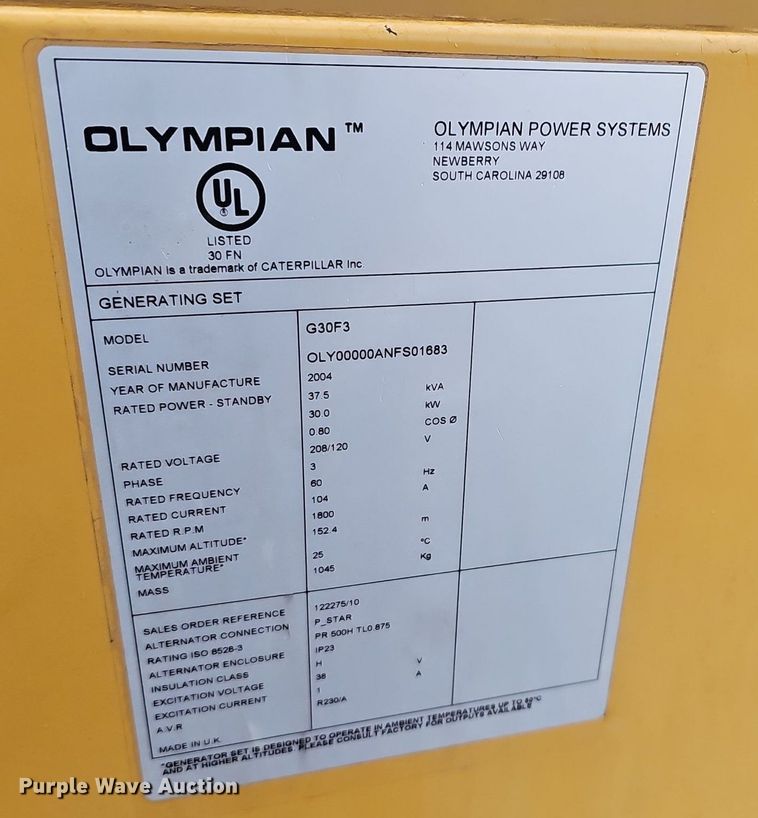 OLYMPIAN ™
OLYMPIAN POWER SYSTEMS
114 MAWSONS WAY
NEWBERRY
SOUTH CAROLINA 29108
UL
®
LISTED
30 FN
OLYMPIAN is a trademark of CATERPILLAR Inc.
GENERATING SET
MODEL G30F3
SERIAL NUMBER OLY00000ANFS01683
YEAR OF MANUFACTURE 2004
RATED POWER - STANDBY 37.5 kVA
30.0 kW
0.80 COS Ø
RATED VOLTAGE 208/120 V
PHASE 3
RATED FREQUENCY 60 Hz
RATED CURRENT 104 A
RATED R.P.M 1800
MAXIMUM ALTITUDE* 152.4 m
MAXIMUM AMBIENT
TEMPERATURE* 25 °C
MASS 1045 Kg
SALES ORDER REFERENCE 122275/10
ALTERNATOR CONNECTION P_STAR
RATING ISO 8528-3 PR 500H TL0.875
ALTERNATOR ENCLOSURE IP23
INSULATION CLASS H
EXCITATION VOLTAGE 38 V
EXCITATION CURRENT 1 A
A.V.R R230/A
MADE IN U.K.
*GENERATOR SET IS DESIGNED TO OPERATE IN AMBIENT TEMPERATURES UP TO 50°C
AND AT HIGHER ALTITUDES. PLEASE CONSULT FACTORY FOR OUTPUTS AVAILABLE
Purple Wave Auction